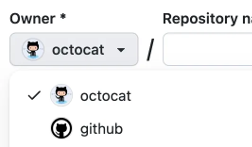 Owner * Repository na
octocat /
octocat
github